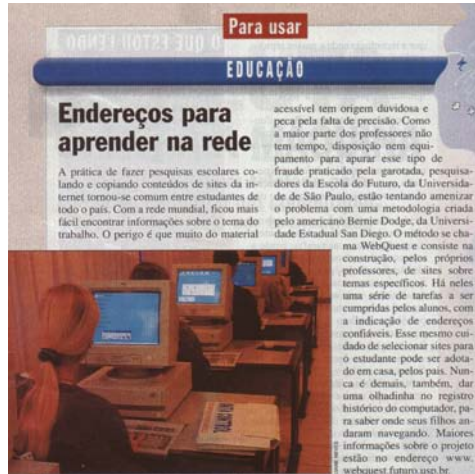 Para usar
EDUCAÇÃO
Endereços para
aprender na rede
A prática de fazer pesquisas escolares co-
lando e copiando conteúdos de sites da in-
ternet tornou-se comum entre estudantes de
todo o país. Com a rede mundial, ficou mais
fácil encontrar informações sobre o tema do
trabalho. O perigo é que muito do material
acessível tem origem duvidosa e
peca pela falta de precisão. Como
a maior parte dos professores não
tem tempo, disposição nem equi-
pamento para apurar esse tipo de
fraude praticado pela garotada, pesquisa-
dores da Escola do Futuro, da Universida-
de de São Paulo, estão tentando amenizar
o problema com uma metodologia criada
pelo americano Bernie Dodge, da Universi-
dade Estadual San Diego. O método se cha-
ma WebQuest e consiste na
construção, pelos próprios
professores, de sites sobre
temas específicos. Há neles
uma série de tarefas a ser
cumpridas pelos alunos, com
a indicação de endereços
confiáveis. Esse mesmo cui-
dado de selecionar sites para
o estudante pode ser adota-
do em casa, pelos pais. Nun-
ca é demais, também, dar
uma olhadinha no registro
histórico do computador, pa-
ra saber onde seus filhos an-
daram navegando. Maiores
informações sobre o projeto
estão no endereço www.
webquest.futuro.usp.br